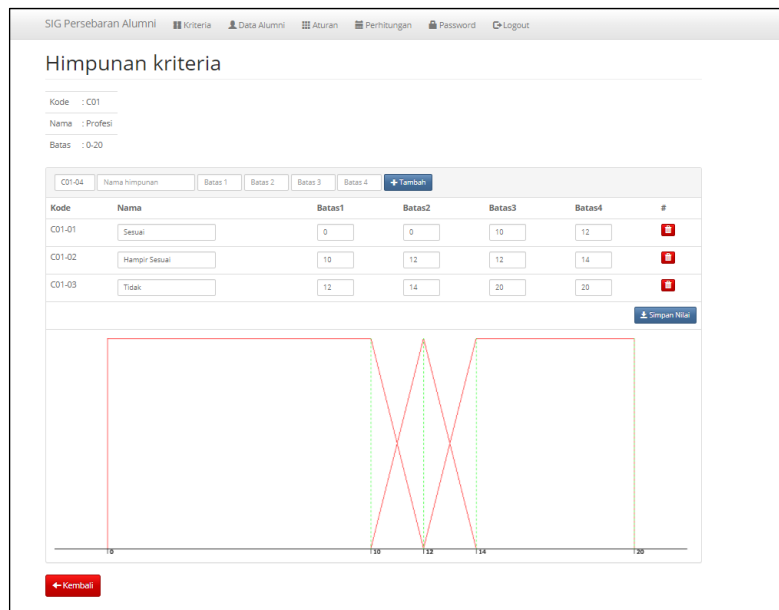 SIG Persebaran Alumni Kriteria Data Alumni Aturan Perhitungan Password Logout
Himpunan kriteria
Kode : C01
Nama : Profesi
Batas : 0-20
C01-04 Nama himpunan Batas 1 Batas 2 Batas 3 Batas 4 + Tambah
Kode Nama Batas1 Batas2 Batas3 Batas4 #
C01-01 Sesuai 0 0 10 12
C01-02 Hampir Sesuai 10 12 12 14
C01-03 Tidak 12 14 20 20
Simpan Nilai
0 10 12 14 20
Kembali